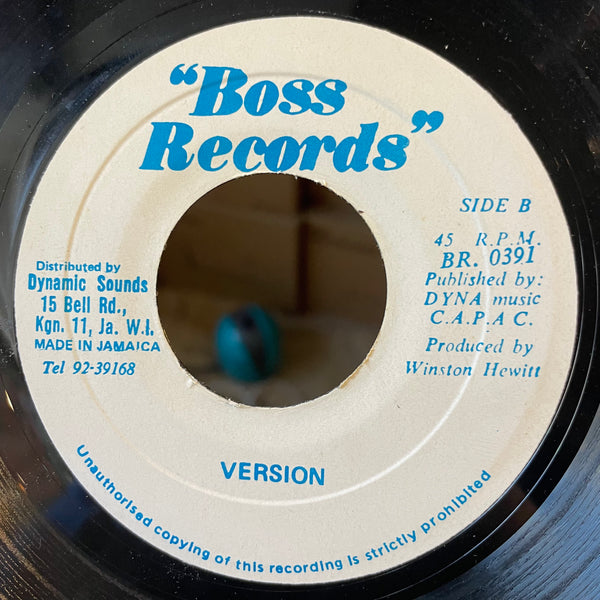 "Boss
Records"
SIDE B
45 R.P.M.
BR. 0391
Published by:
DYNA music
C.A.P.A.C.
Produced by
Winston Hewitt
Distributed by
Dynamic Sounds
15 Bell Rd.,
Kgn. 11, Ja. W.I.
MADE IN JAMAICA
Tel 92-39168
VERSION
Unauthorised copying of this recording is strictly prohibited